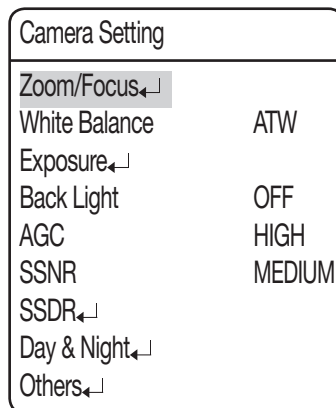 Camera Setting
Zoom/Focus↵
White Balance ATW
Exposure↵
Back Light OFF
AGC HIGH
SSNR MEDIUM
SSDR↵
Day & Night↵
Others↵